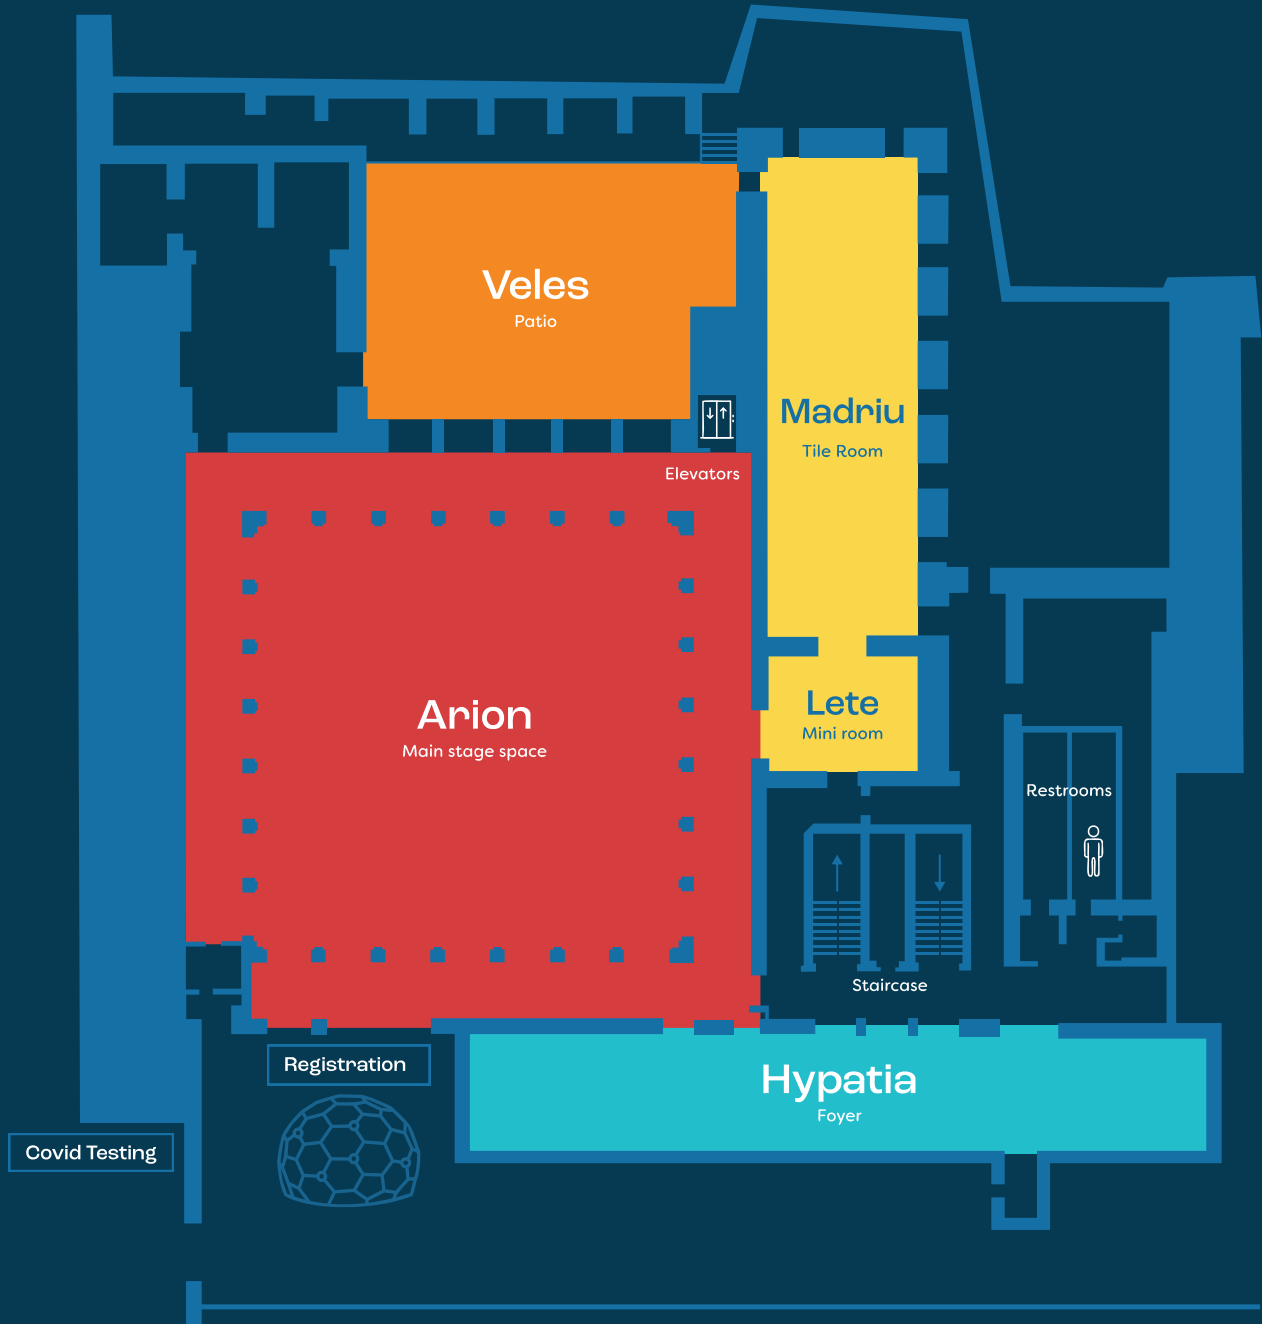 Veles
Patio
Madriu
Tile Room
Elevators
Arion
Main stage space
Lete
Mini room
Restrooms
Staircase
Registration
Hypatia
Foyer
Covid Testing